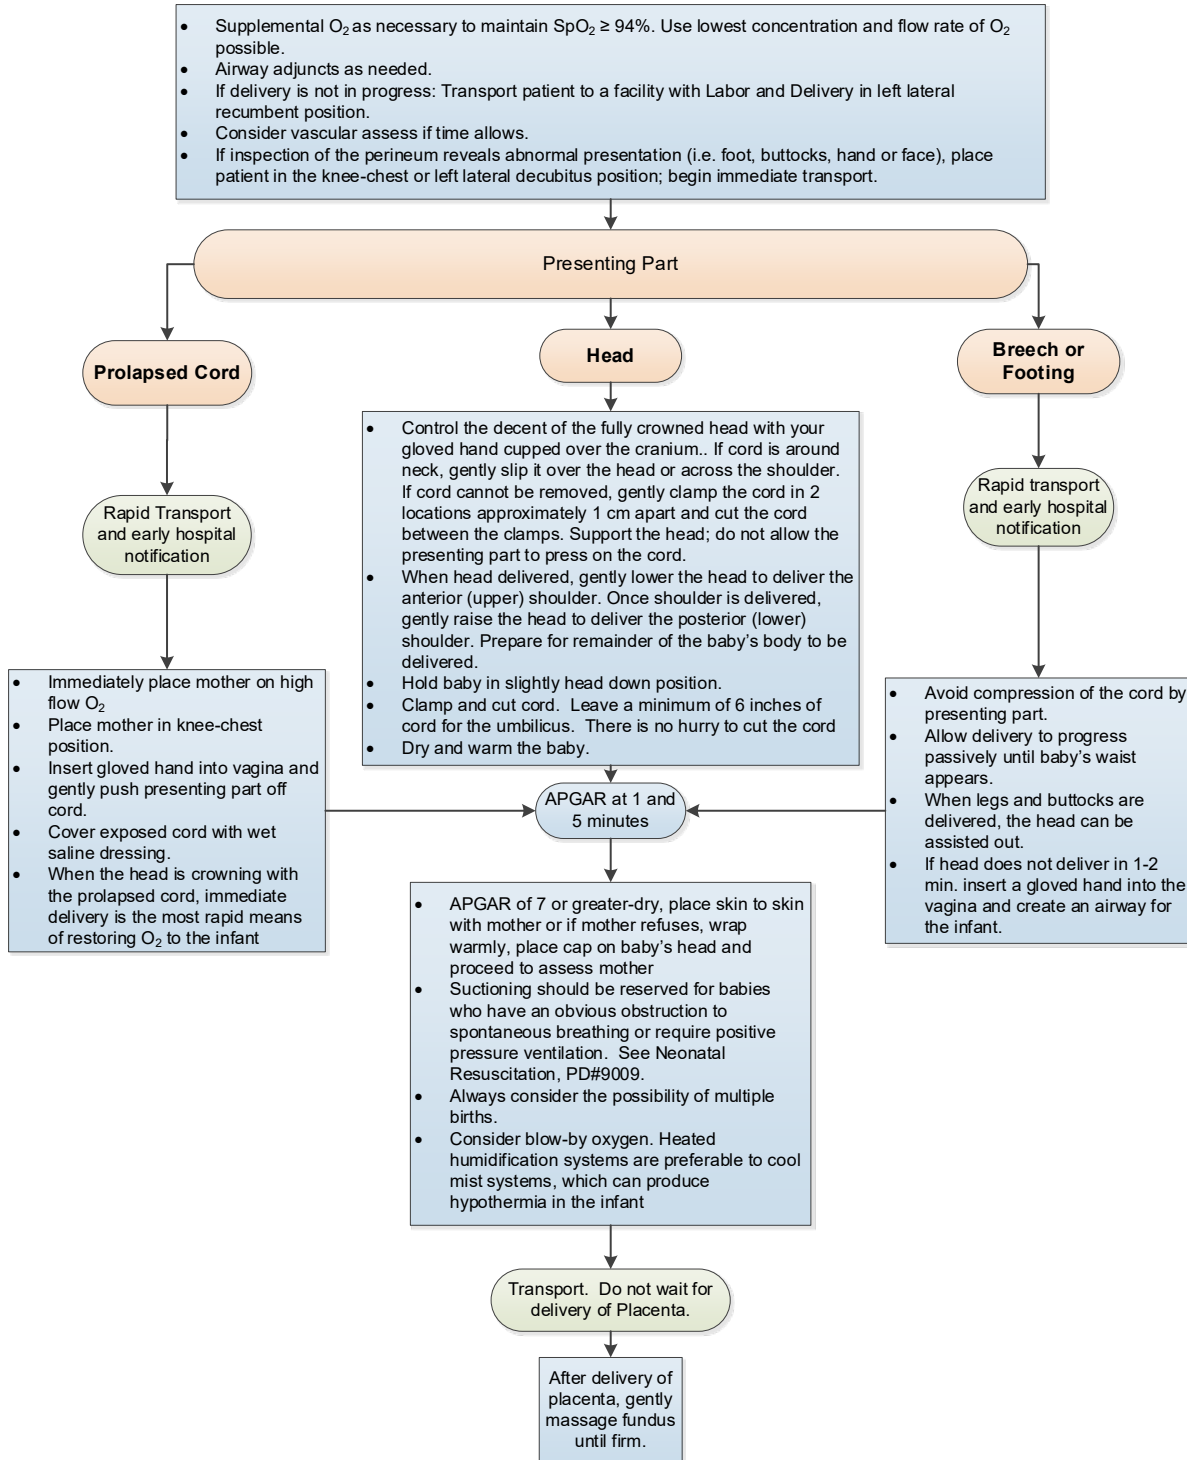 • Supplemental O2 as necessary to maintain SpO2 ≥ 94%. Use lowest concentration and flow rate of O2
possible.
• Airway adjuncts as needed.
• If delivery is not in progress: Transport patient to a facility with Labor and Delivery in left lateral
recumbent position.
• Consider vascular assess if time allows.
• If inspection of the perineum reveals abnormal presentation (i.e. foot, buttocks, hand or face), place
patient in the knee-chest or left lateral decubitus position; begin immediate transport.
Presenting Part
Prolapsed Cord
Rapid Transport
and early hospital
notification
• Immediately place mother on high
flow O2
• Place mother in knee-chest
position.
• Insert gloved hand into vagina and
gently push presenting part off
cord.
• Cover exposed cord with wet
saline dressing.
• When the head is crowning with
the prolapsed cord, immediate
delivery is the most rapid means
of restoring O2 to the infant
Head
• Control the decent of the fully crowned head with your
gloved hand cupped over the cranium.. If cord is around
neck, gently slip it over the head or across the shoulder.
If cord cannot be removed, gently clamp the cord in 2
locations approximately 1 cm apart and cut the cord
between the clamps. Support the head; do not allow the
presenting part to press on the cord.
• When head delivered, gently lower the head to deliver the
anterior (upper) shoulder. Once shoulder is delivered,
gently raise the head to deliver the posterior (lower)
shoulder. Prepare for remainder of the baby's body to be
delivered.
• Hold baby in slightly head down position.
• Clamp and cut cord. Leave a minimum of 6 inches of
cord for the umbilicus. There is no hurry to cut the cord
• Dry and warm the baby.
Breech or
Footing
Rapid transport
and early hospital
notification
• Avoid compression of the cord by
presenting part.
• Allow delivery to progress
passively until baby's waist
appears.
• When legs and buttocks are
delivered, the head can be
assisted out.
• If head does not deliver in 1-2
min. insert a gloved hand into the
vagina and create an airway for
the infant.
APGAR at 1 and
5 minutes
• APGAR of 7 or greater-dry, place skin to skin
with mother or if mother refuses, wrap
warmly, place cap on baby's head and
proceed to assess mother
• Suctioning should be reserved for babies
who have an obvious obstruction to
spontaneous breathing or require positive
pressure ventilation. See Neonatal
Resuscitation, PD#9009.
• Always consider the possibility of multiple
births.
• Consider blow-by oxygen. Heated
humidification systems are preferable to cool
mist systems, which can produce
hypothermia in the infant
Transport. Do not wait for
delivery of Placenta.
After delivery of
placenta, gently
massage fundus
until firm.